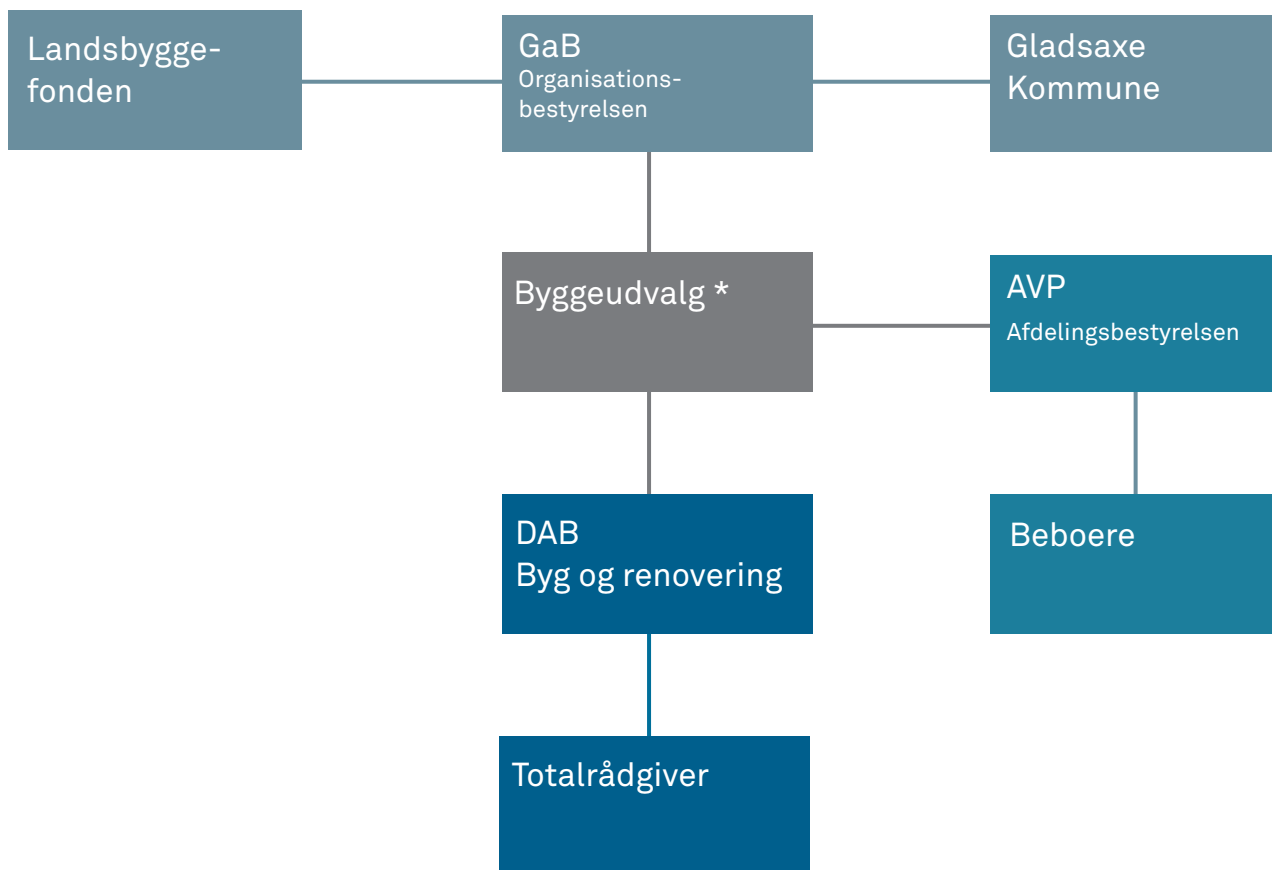 Landsbygge-
fonden
GaB
Organisations-
bestyrelsen
Gladsaxe
Kommune
Byggeudvalg *
AVP
Afdelingsbestyrelsen
DAB
Byg og renovering
Beboere
Totalrådgiver